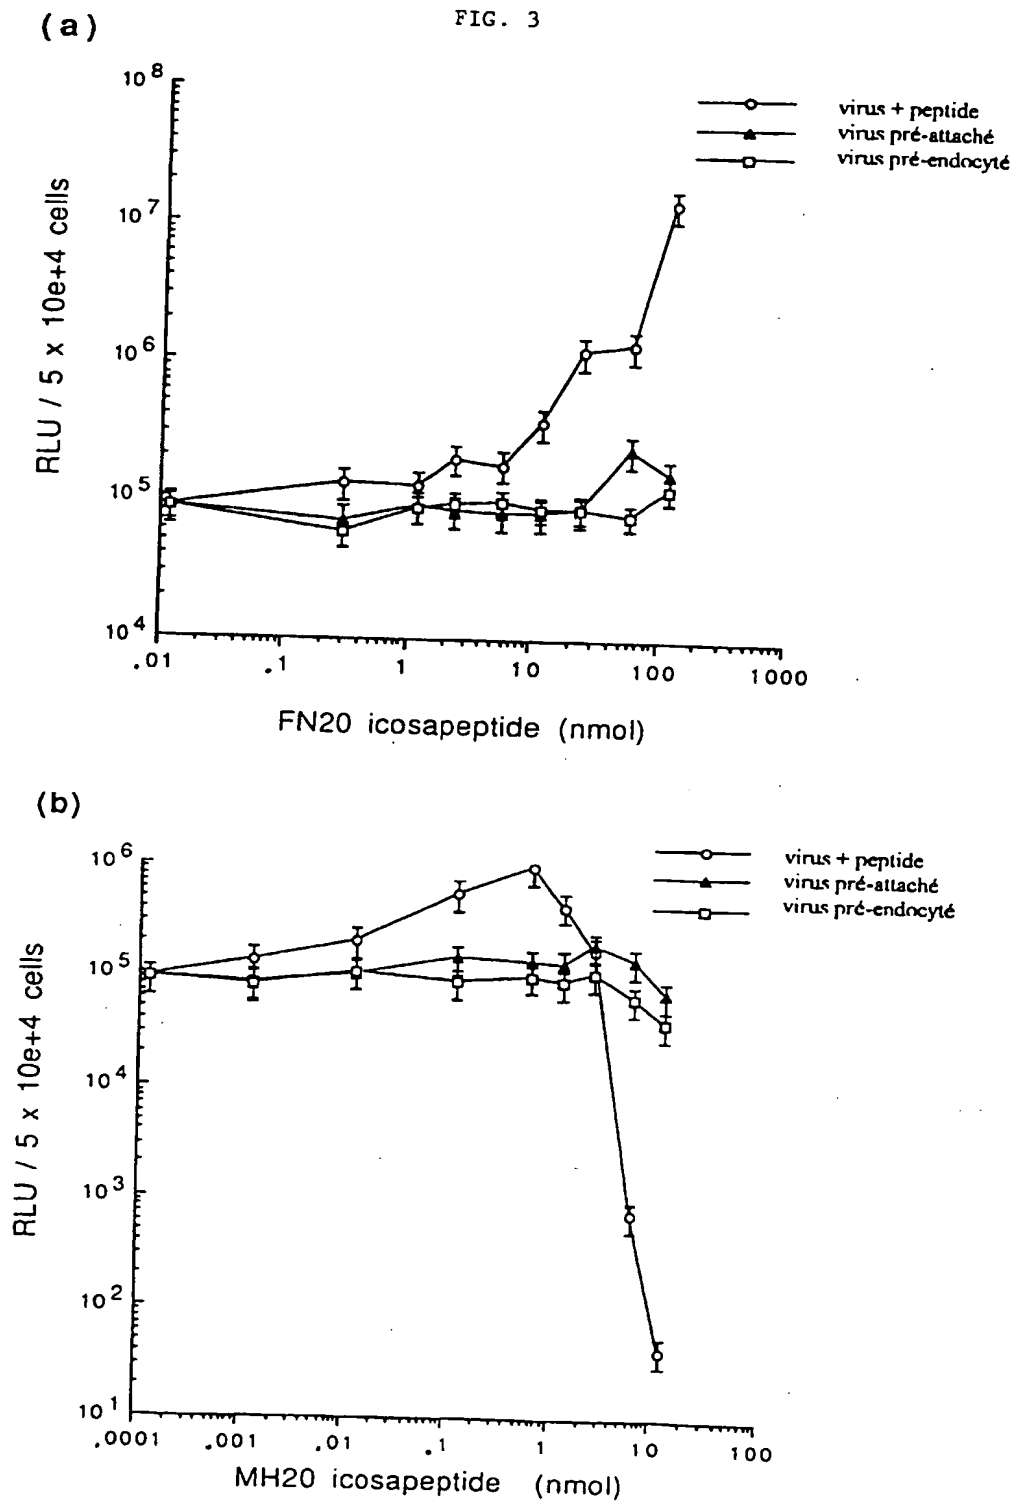 FIG. 3
(a)
10^8
10^7
10^6
10^5
10^4
RLU / 5 x 10e+4 cells
virus + peptide
virus pré-attaché
virus pré-endocyté
.01 .1 1 10 100 1000
FN20 icosapeptide (nmol)
(b)
10^6
10^5
10^4
10^3
10^2
10^1
RLU / 5 x 10e+4 cells
virus + peptide
virus pré-attaché
virus pré-endocyté
.0001 .001 .01 .1 1 10 100
MH20 icosapeptide (nmol)